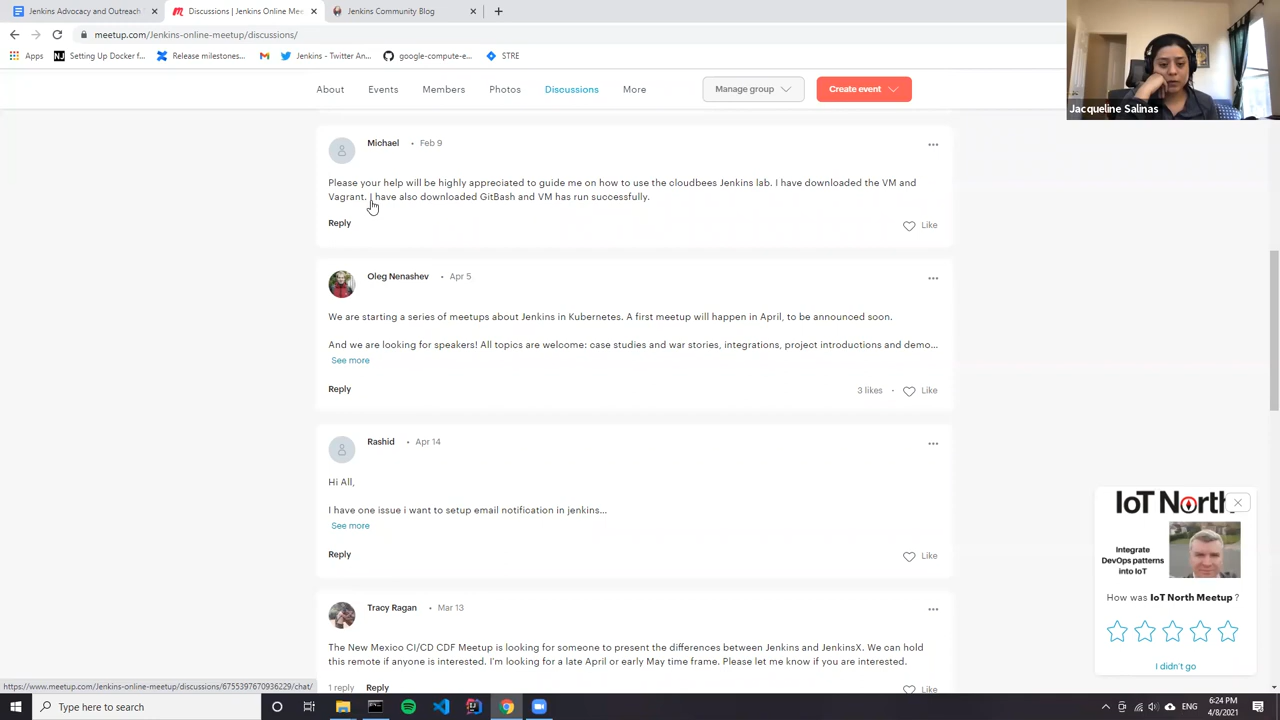 Jenkins Advocacy and Outreach
Discussions | Jenkins Online Mee
Jenkins Community Blog
meetup.com/Jenkins-online-meetup/discussions/
Apps
Setting Up Docker f...
Release milestones...
Jenkins - Twitter An...
google-compute-e...
STRE
About
Events
Members
Photos
Discussions
More
Manage group
Create event
Jacqueline Salinas
Michael • Feb 9
Please your help will be highly appreciated to guide me on how to use the cloudbees Jenkins lab. I have downloaded the VM and
Vagrant. I have also downloaded GitBash and VM has run successfully.
Reply
Like
Oleg Nenashev • Apr 5
We are starting a series of meetups about Jenkins in Kubernetes. A first meetup will happen in April, to be announced soon.
And we are looking for speakers! All topics are welcome: case studies and war stories, integrations, project introductions and demo...
See more
Reply
3 likes • Like
Rashid • Apr 14
Hi All,
I have one issue i want to setup email notification in jenkins...
See more
Reply
Like
Tracy Ragan • Mar 13
The New Mexico CI/CD CDF Meetup is looking for someone to present the differences between Jenkins and JenkinsX. We can hold
this remote if anyone is interested. I'm looking for a late April or early May time frame. Please let me know if you are interested.
1 reply Reply
Like
IoT North
Integrate
DevOps patterns
into IoT
How was IoT North Meetup ?
I didn't go
https://www.meetup.com/Jenkins-online-meetup/discussions/6755397670936229/chat/
Type here to search
6:24 PM
4/8/2021